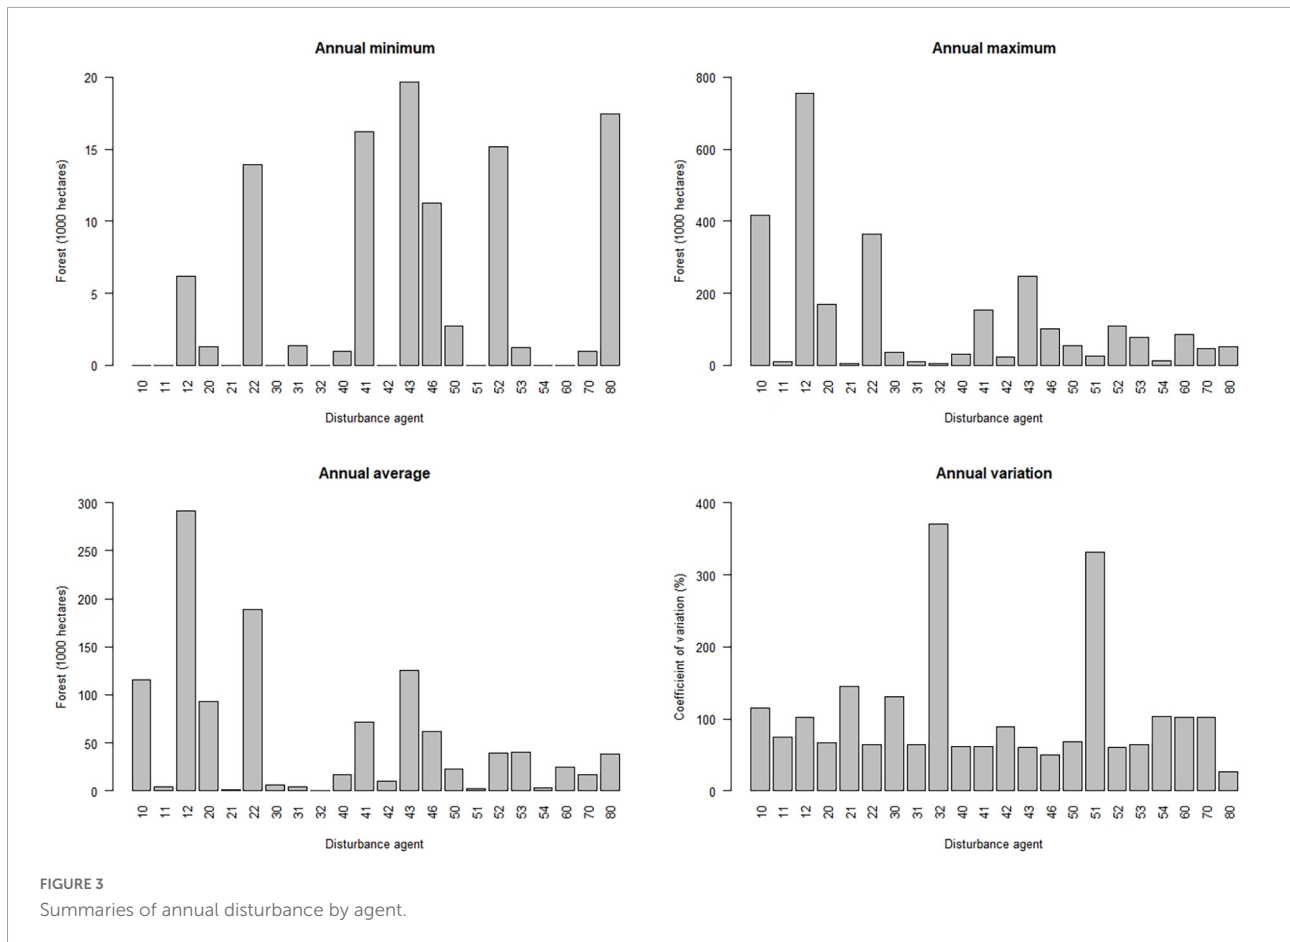 Annual minimum
Forest (1000 hectares)
20
15
10
5
0
10 11 12 20 21 22 30 31 32 40 41 42 43 46 50 51 52 53 54 60 70 80
Disturbance agent
Annual maximum
Forest (1000 hectares)
800
600
400
200
0
10 11 12 20 21 22 30 31 32 40 41 42 43 46 50 51 52 53 54 60 70 80
Disturbance agent
Annual average
Forest (1000 hectares)
300
250
200
150
100
50
0
10 11 12 20 21 22 30 31 32 40 41 42 43 46 50 51 52 53 54 60 70 80
Disturbance agent
Annual variation
Coefficieint of variation (%)
400
300
200
100
0
10 11 12 20 21 22 30 31 32 40 41 42 43 46 50 51 52 53 54 60 70 80
Disturbance agent
FIGURE 3
Summaries of annual disturbance by agent.